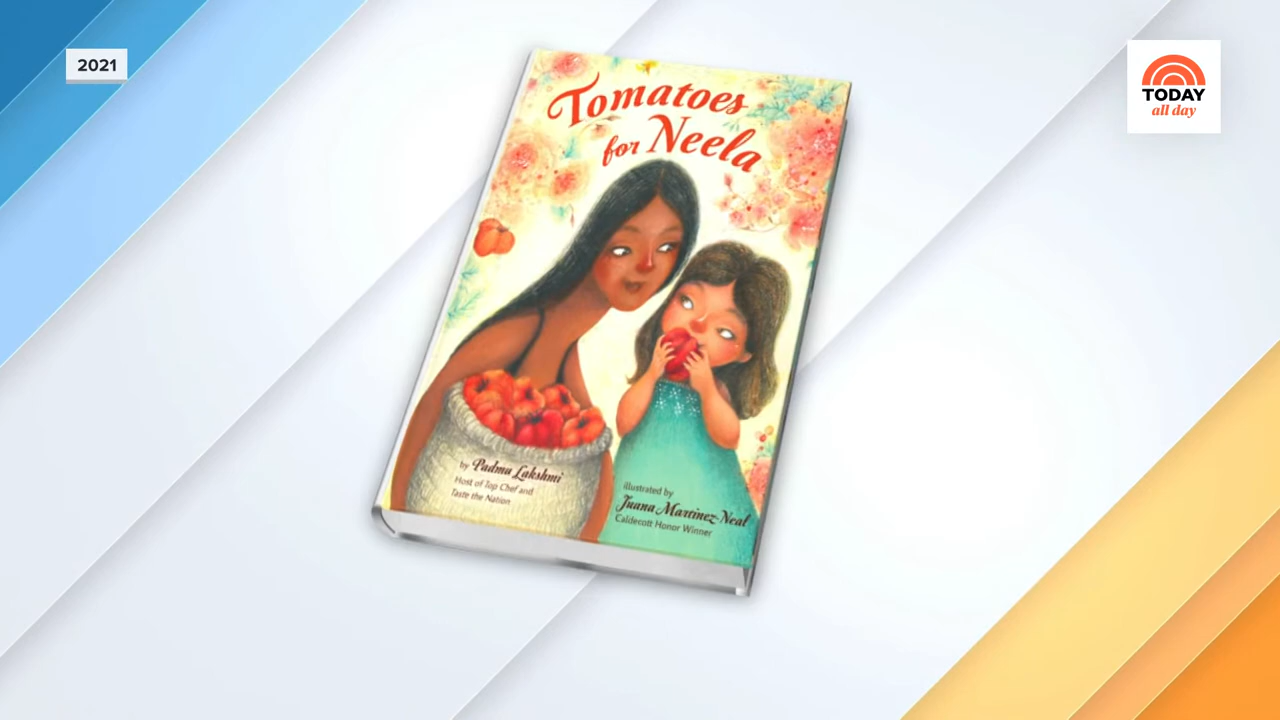 2021
TODAY
all day
Tomatoes
for Neela
by Padma Lakshmi
Host of Top Chef and
Taste the Nation
illustrated by
Juana Martinez-Neal
Caldecott Honor Winner